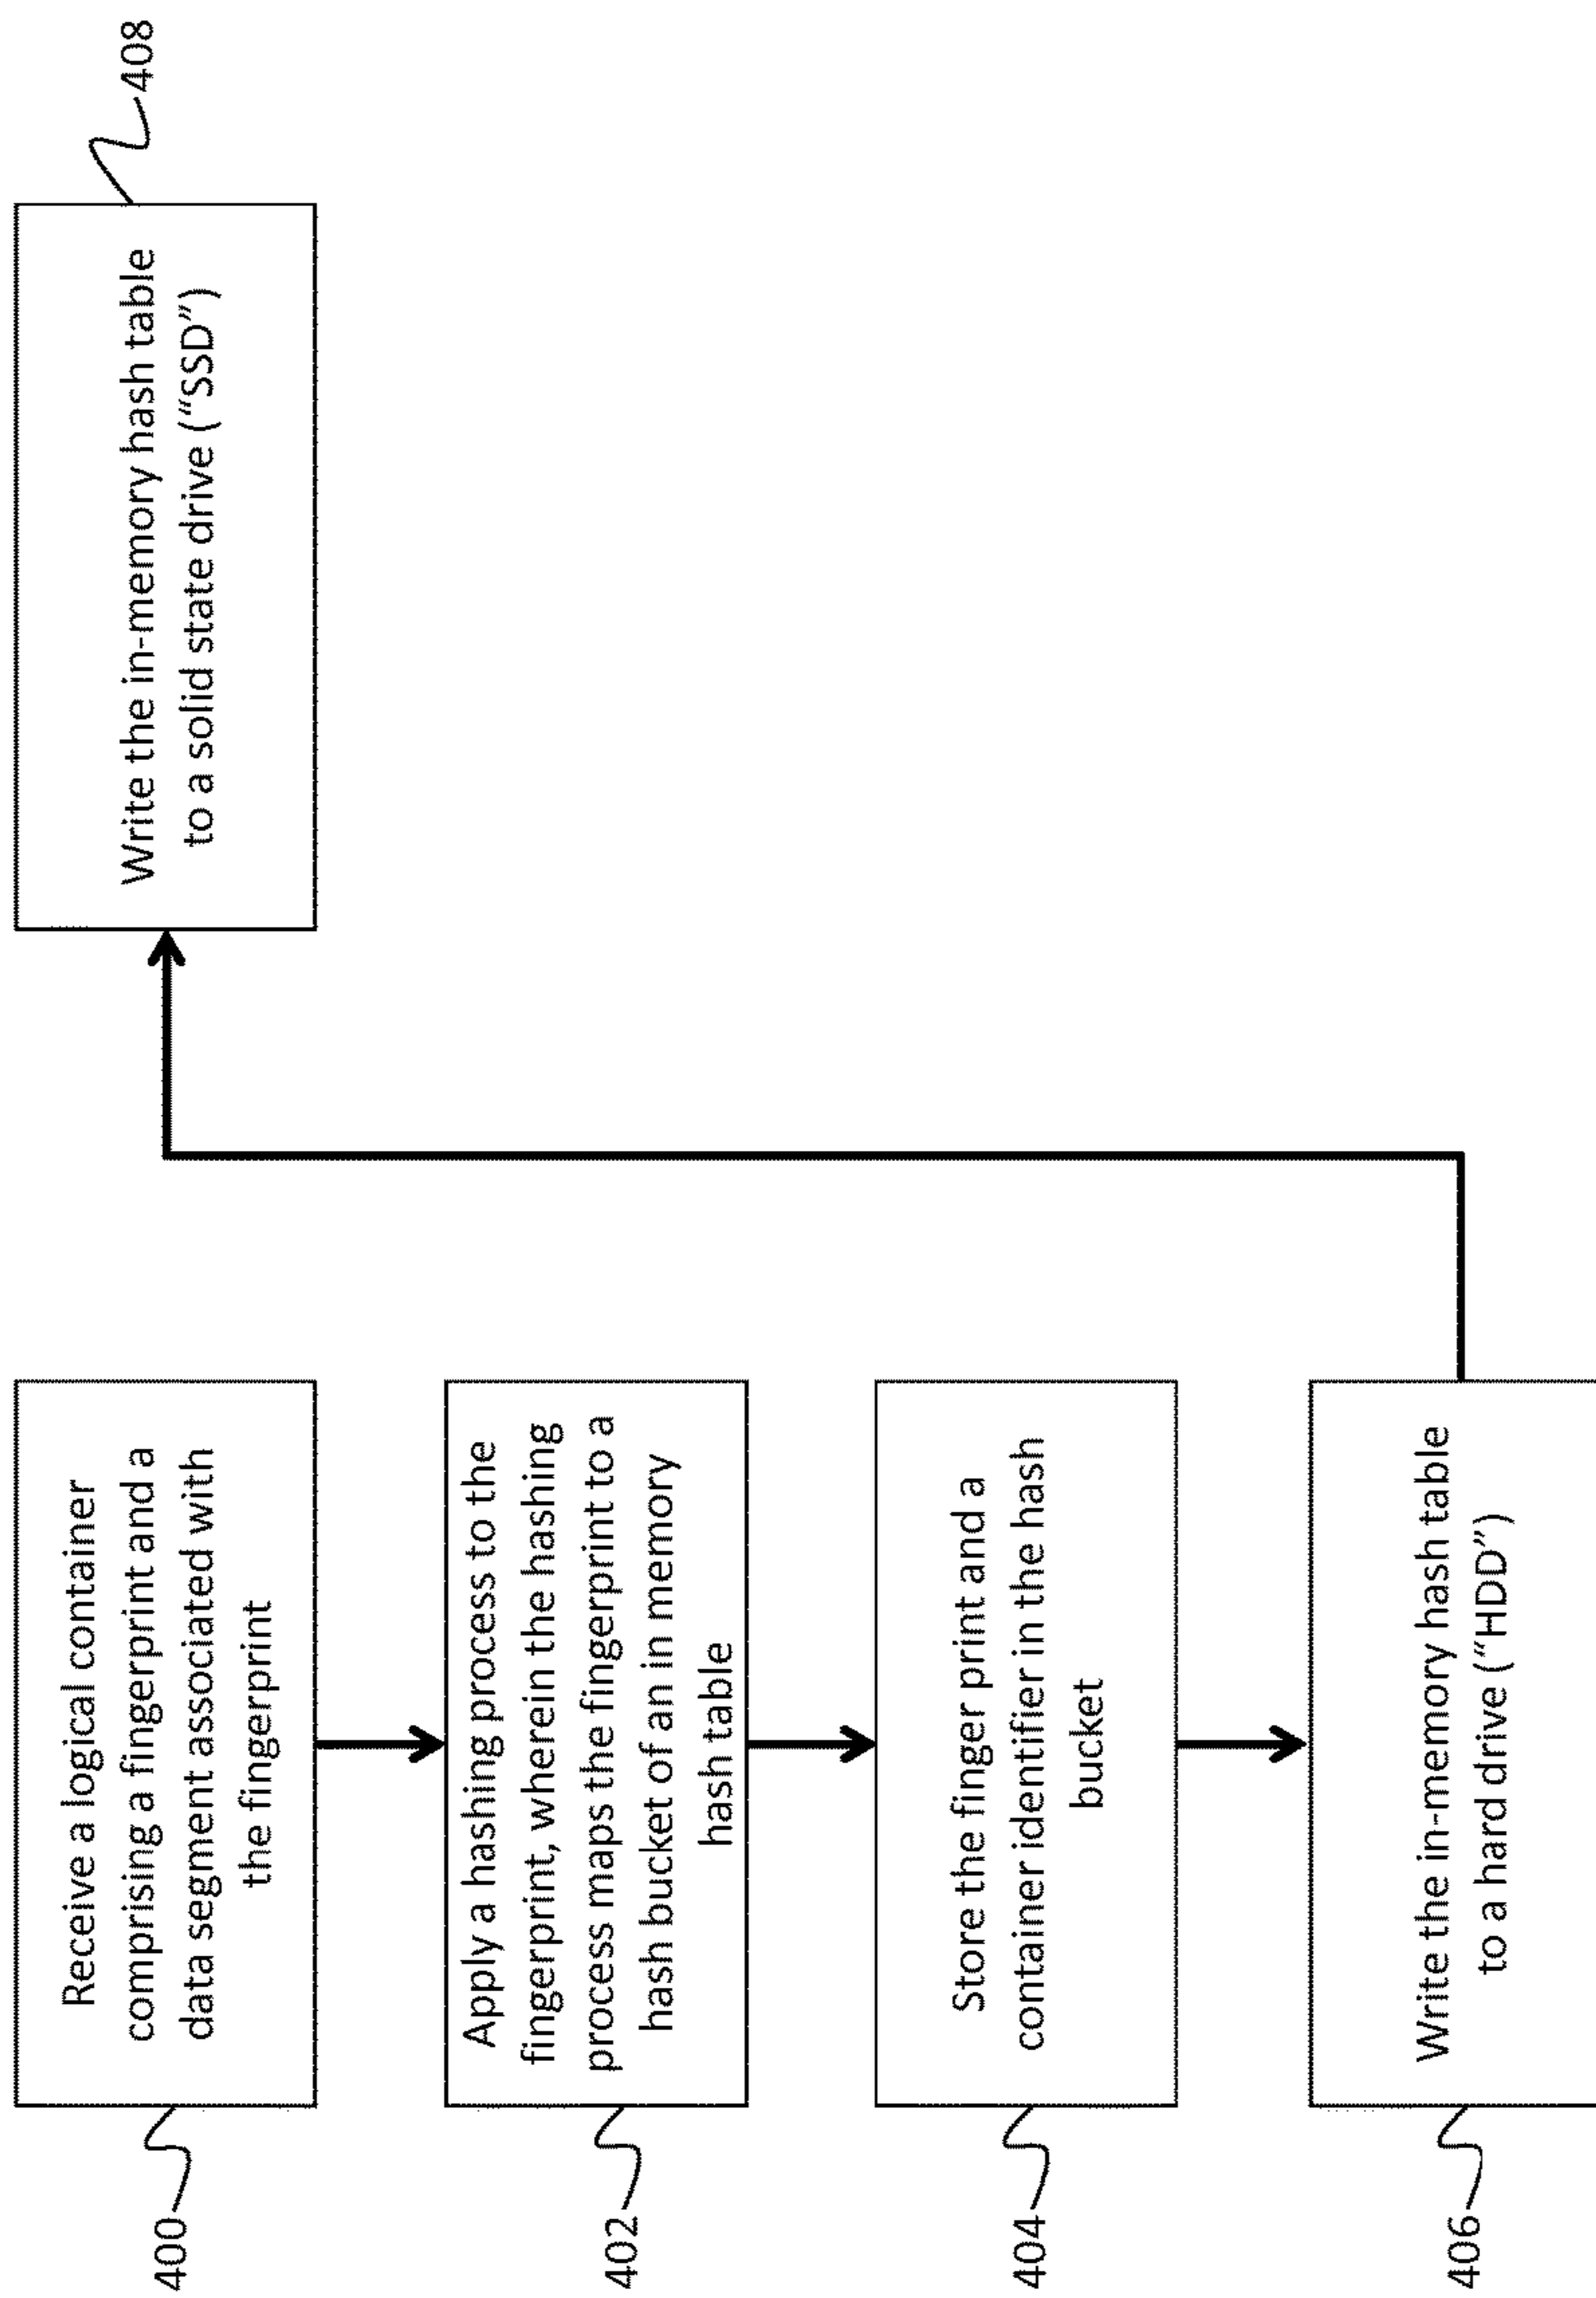 400
Receive a logical container
comprising a fingerprint and a
data segment associated with
the fingerprint
402
Apply a hashing process to the
fingerprint, wherein the hashing
process maps the fingerprint to a
hash bucket of an in memory
hash table
404
Store the finger print and a
container identifier in the hash
bucket
406
Write the in-memory hash table
to a hard drive (“HDD”)
Write the in-memory hash table
to a solid state drive (“SSD”)
408